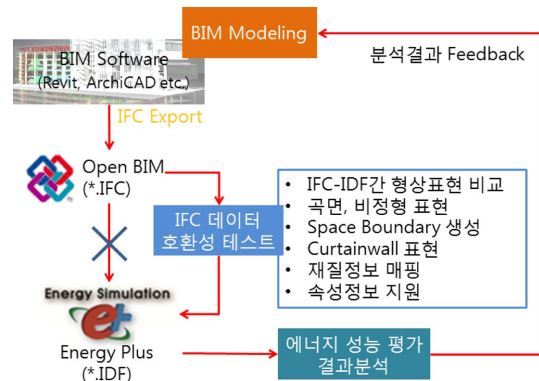 BIM Modeling
분석결과 Feedback
BIM Software
(Revit, ArchiCAD etc.)
IFC Export
Open BIM
(*.IFC)
IFC 데이터
호환성 테스트
• IFC-IDF간 형상표현 비교
• 곡면, 비정형 표현
• Space Boundary 생성
• Curtainwall 표현
• 재질정보 매핑
• 속성정보 지원
Energy Simulation
e+
Energy Plus
(*.IDF)
에너지 성능 평가
결과분석